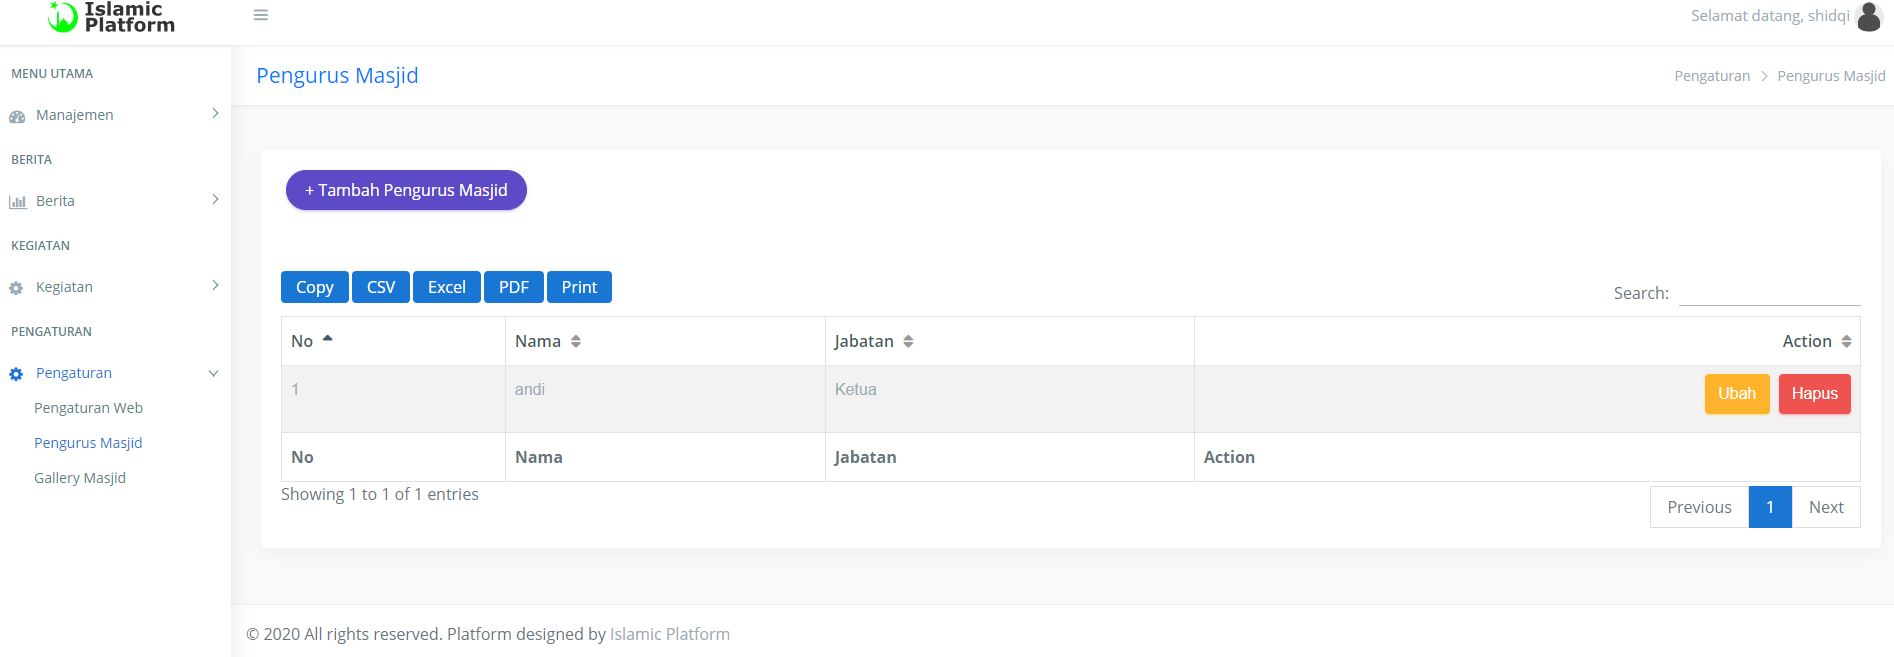 Islamic
Platform
Selamat datang, shidqi
MENU UTAMA
Manajemen
BERITA
Berita
KEGIATAN
Kegiatan
PENGATURAN
Pengaturan
Pengaturan Web
Pengurus Masjid
Gallery Masjid
Pengurus Masjid
Pengaturan > Pengurus Masjid
+ Tambah Pengurus Masjid
Copy CSV Excel PDF Print
Search:
No Nama Jabatan Action
1 andi Ketua Ubah Hapus
No Nama Jabatan Action
Showing 1 to 1 of 1 entries
Previous 1 Next
© 2020 All rights reserved. Platform designed by Islamic Platform